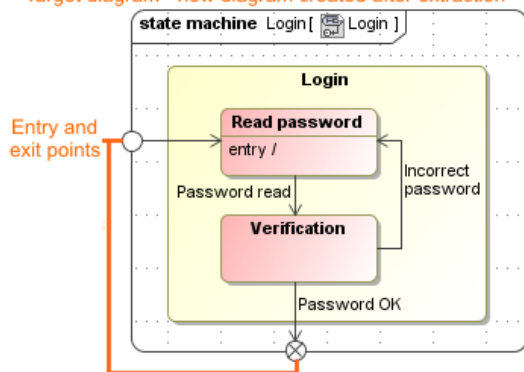 Target diagram - new diagram created after extraction
state machine Login[ Login ]
Login
Entry and
exit points
Read password
entry /
Incorrect
password
Password read
Verification
Password OK